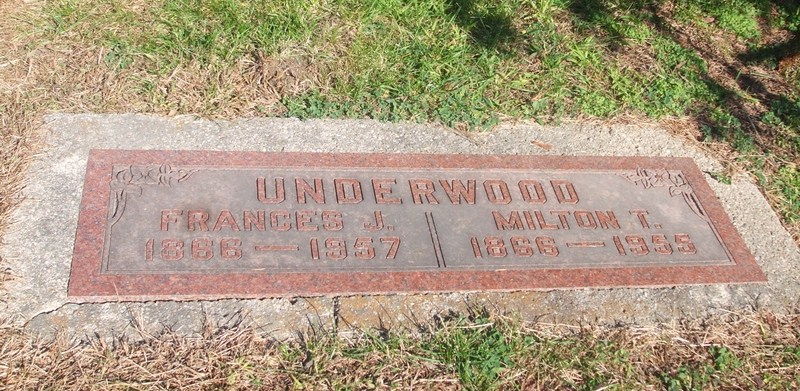 UNDERWOOD
FRANCES J. MILTON T.
1866 — 1957 1866 — 1955